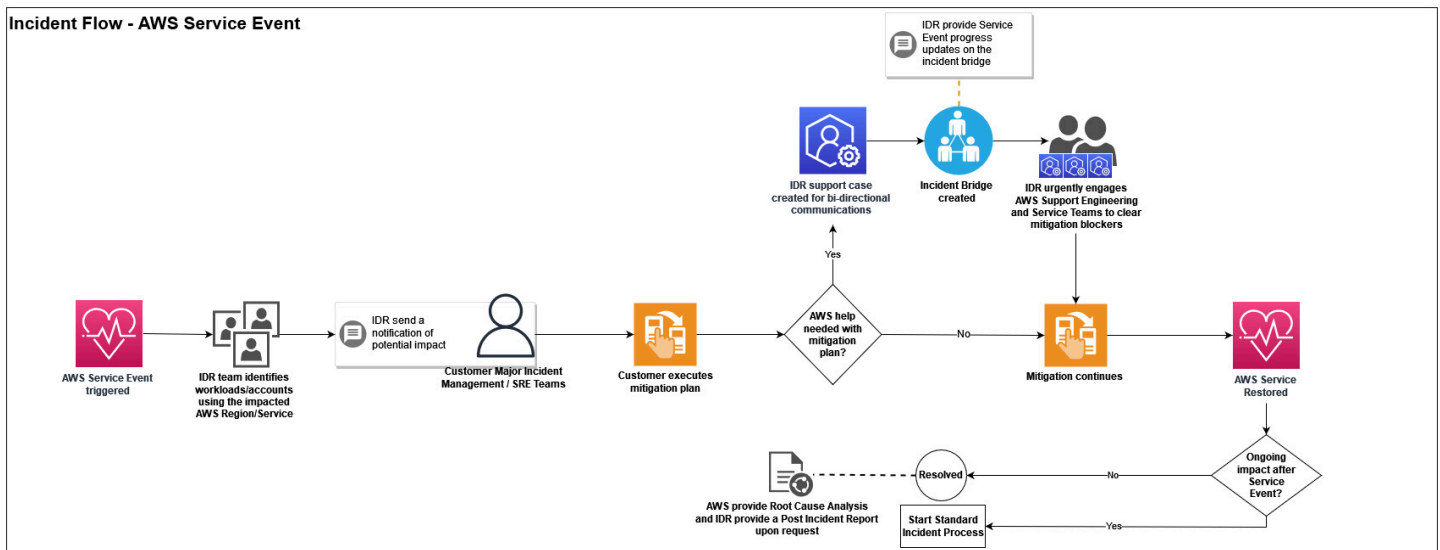 Incident Flow - AWS Service Event
IDR provide Service
Event progress
updates on the
incident bridge
IDR support case
created for bi-directional
communications
Incident Bridge
created
IDR urgently engages
AWS Support Engineering
and Service Teams to clear
mitigation blockers
Yes
AWS Service Event
triggered
IDR team identifies
workloads/accounts
using the impacted
AWS Region/Service
IDR send a
notification of
potential impact
Customer Major Incident
Management / SRE Teams
Customer executes
mitigation plan
AWS help
needed with
mitigation
plan?
No
Mitigation continues
AWS Service
Restored
Ongoing
impact after
Service
Event?
No
Resolved
AWS provide Root Cause Analysis
and IDR provide a Post Incident Report
upon request
Yes
Start Standard
Incident Process